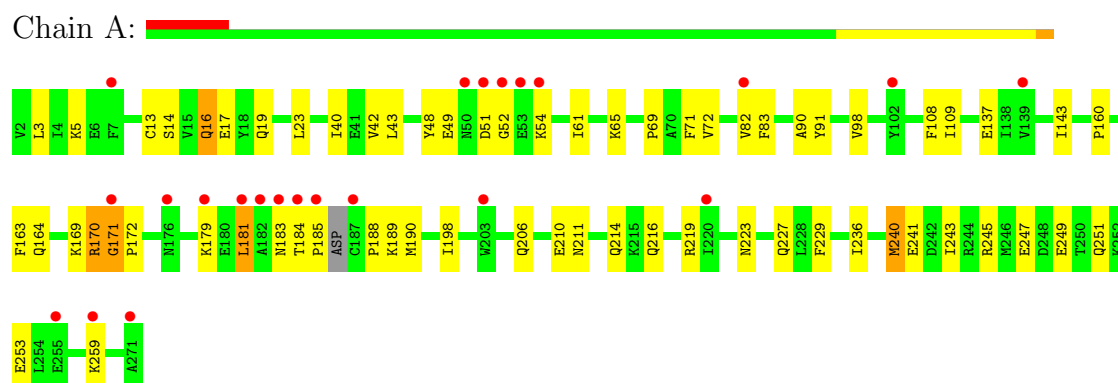 Chain A:
V2 L3 I4 K5 E6 F7 C13 S14 V15 Q16 E17 Y18 Q19 L23 I40 E41 V42 L43 Y48 E49 N50 D51 G52 E53 K54 I61 K65 P69 A70 F71 V72 V82 F83 A90 Y91 V98 Y102 F108 I109 E137 I138 V139 I143 P160
F163 Q164 K169 R170 G171 P172 N176 K179 E180 L181 A182 N183 T184 P185 ASP C187 P188 K189 M190 I198 W203 Q206 E210 N211 Q214 K215 Q216 R219 I220 N223 Q227 L228 F229 I236 M240 E241 D242 I243 R244 R245 M246 E247 D248 E249 T250 Q251
E253 L254 E255 K259 A271